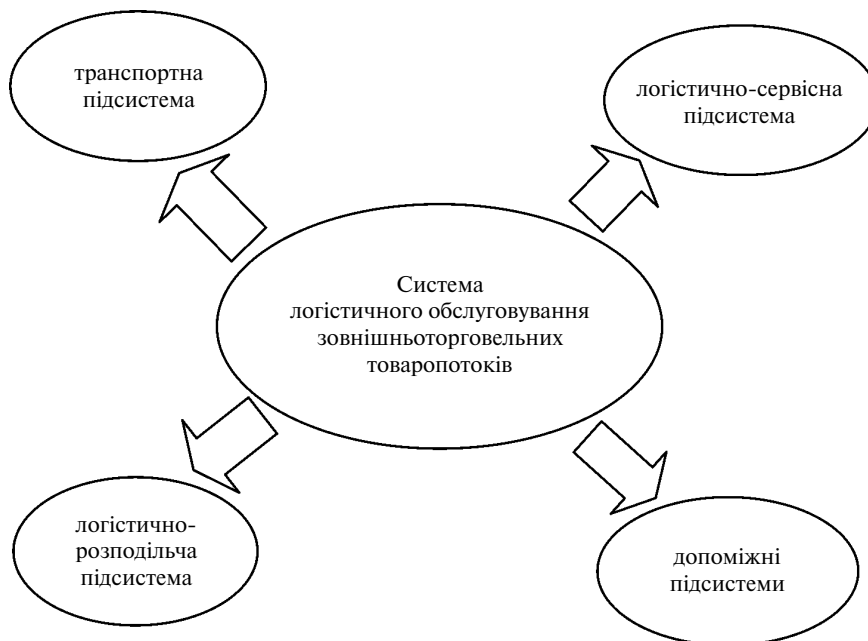 транспортна
підсистема
логістично-сервісна
підсистема
Система
логістичного обслуговування
зовнішньоторговельних
товаропотоків
логістично-
розподільча
підсистема
допоміжні
підсистеми